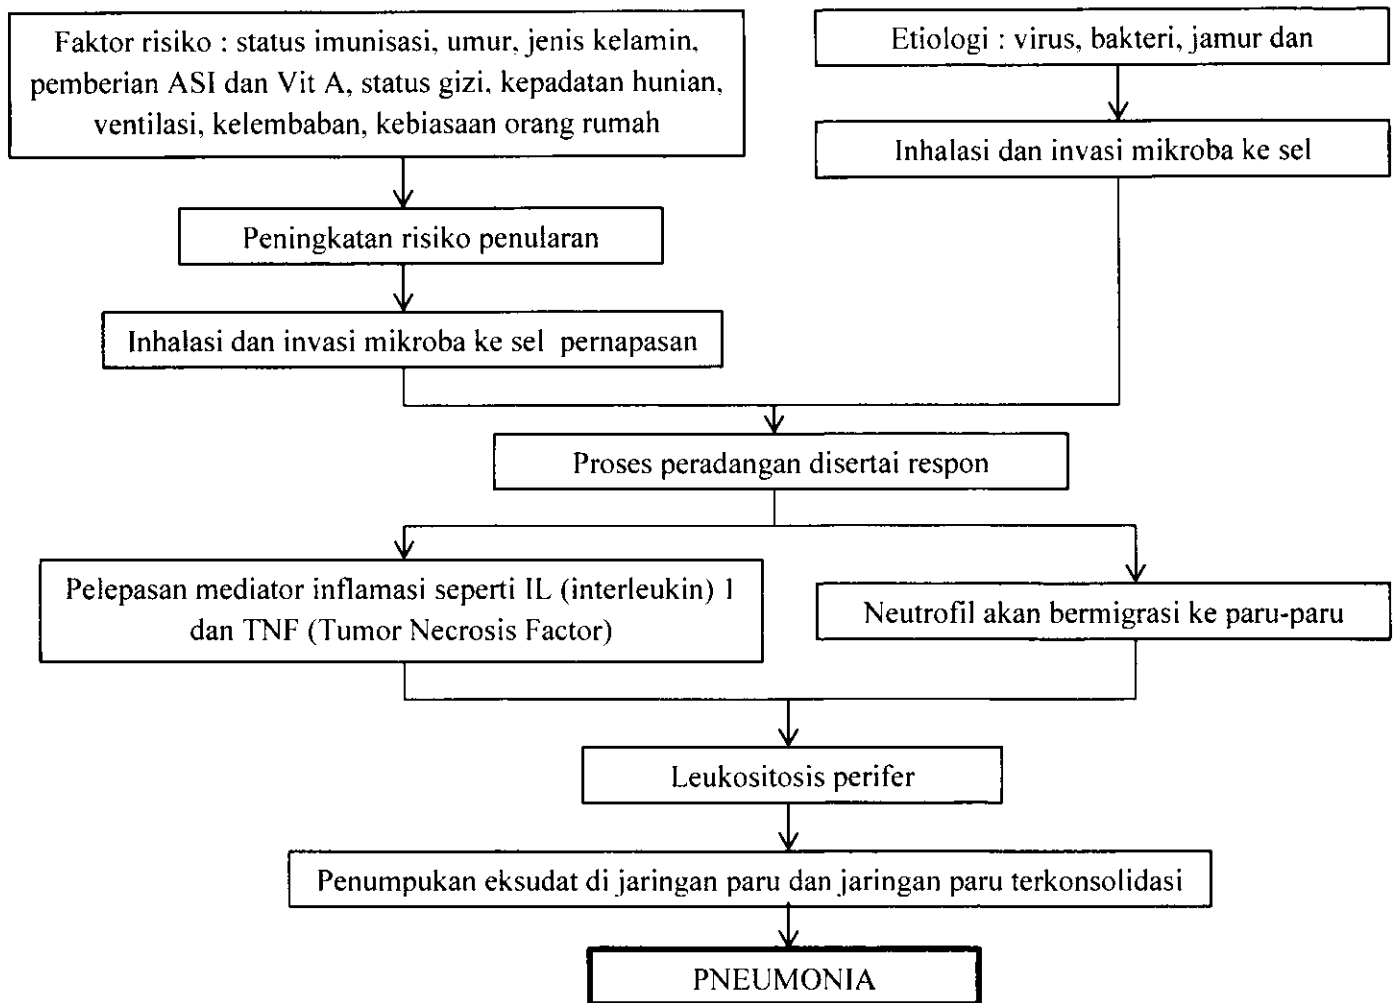 Faktor risiko : status imunisasi, umur, jenis kelamin,
pemberian ASI dan Vit A, status gizi, kepadatan hunian,
ventilasi, kelembaban, kebiasaan orang rumah
Etiologi : virus, bakteri, jamur dan
Inhalasi dan invasi mikroba ke sel
Peningkatan risiko penularan
Inhalasi dan invasi mikroba ke sel pernapasan
Proses peradangan disertai respon
Pelepasan mediator inflamasi seperti IL (interleukin) 1
dan TNF (Tumor Necrosis Factor)
Neutrofil akan bermigrasi ke paru-paru
Leukositosis perifer
Penumpukan eksudat di jaringan paru dan jaringan paru terkonsolidasi
PNEUMONIA